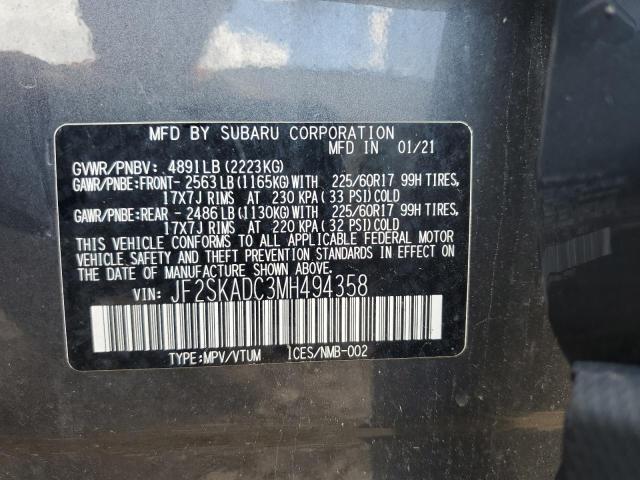 MFD BY SUBARU CORPORATION
MFD IN 01/21
GVWR/PNBV: 4891LB (2223KG)
GAWR/PNBE:FRONT- 2563LB (1165KG)WITH 225/60R17 99H TIRES,
17X7J RIMS AT 230 KPA ( 33 PSI)COLD
GAWR/PNBE:REAR - 2486LB (1130KG)WITH 225/60R17 99H TIRES,
17X7J RIMS AT 220 KPA ( 32 PSI)COLD
THIS VEHICLE CONFORMS TO ALL APPLICABLE FEDERAL MOTOR
VEHICLE SAFETY AND THEFT PREVENTION STANDARDS IN EFFECT ON
THE DATE OF MANUFACTURE SHOWN ABOVE.
VIN: JF2SKADC3MH494358
TYPE:MPV/VTUM ICES/NMB-002